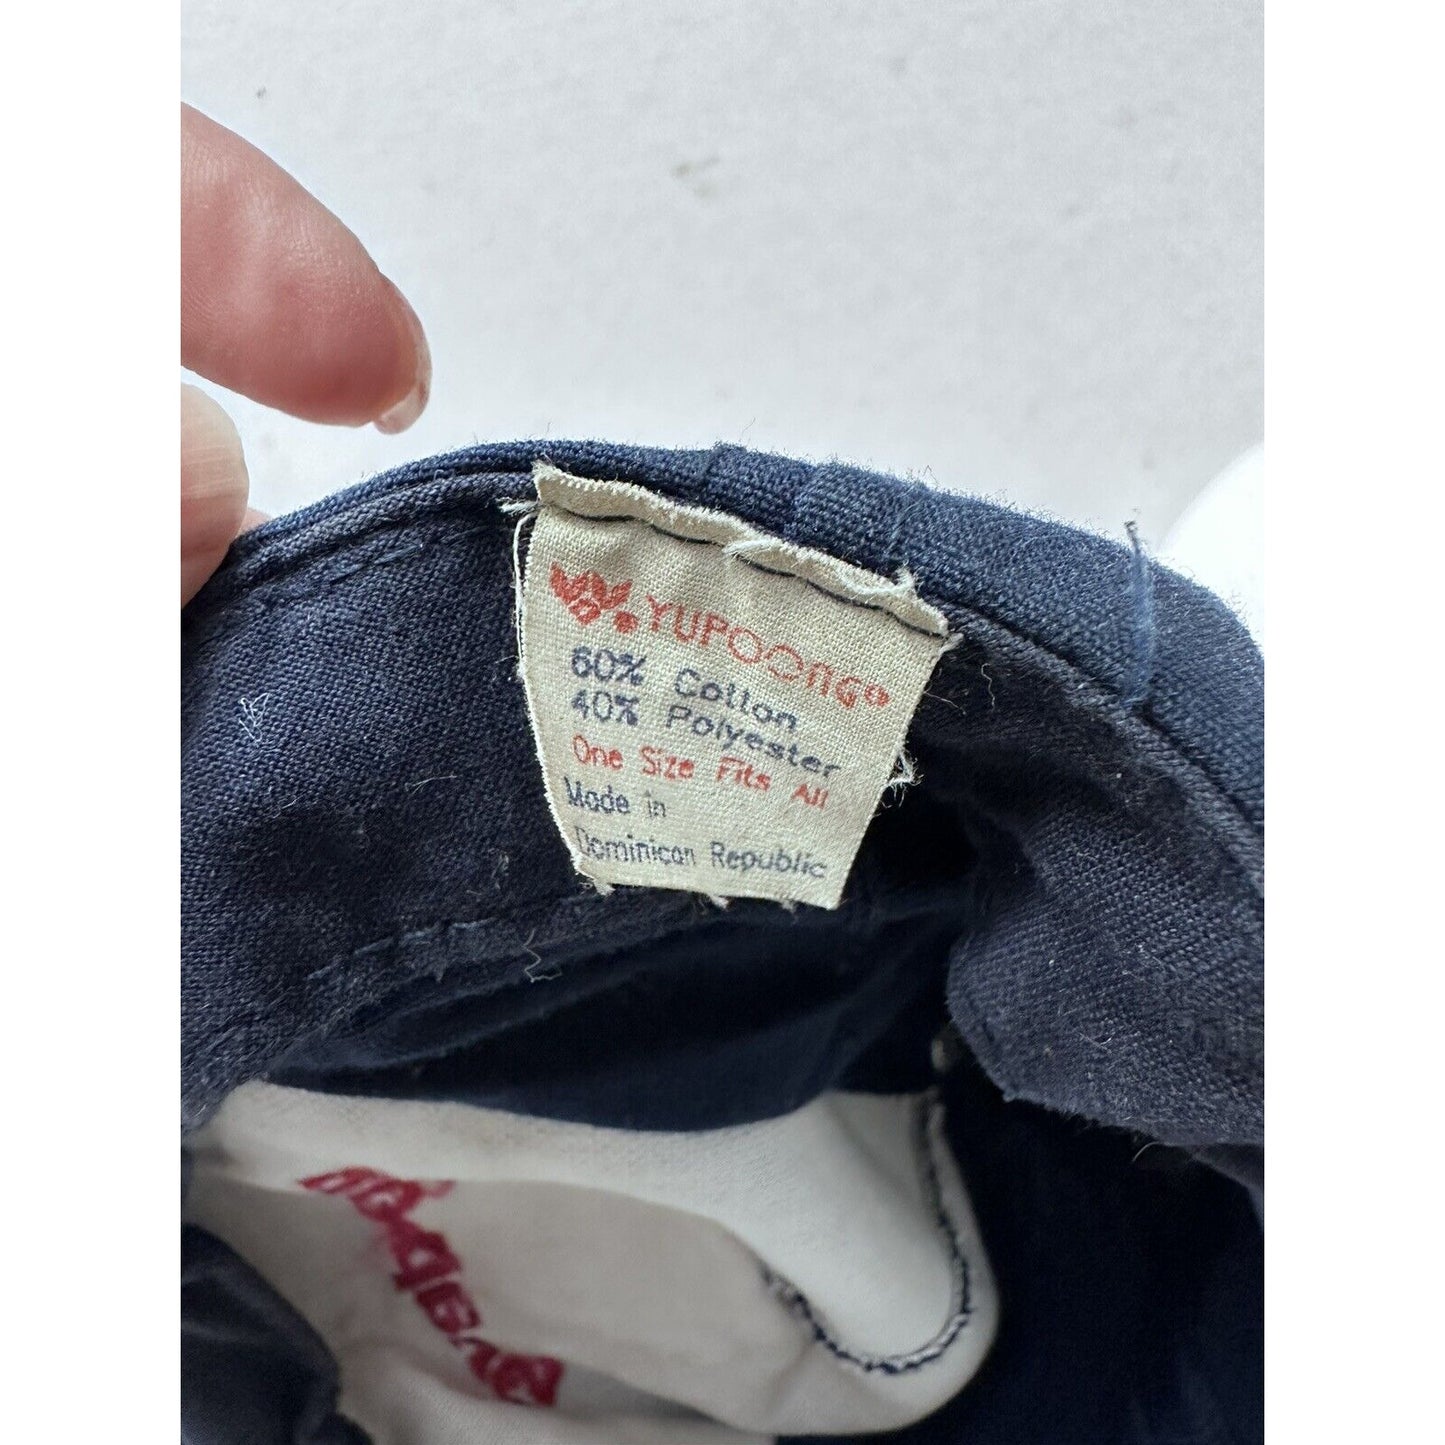 YUPOONG®
60% Cotton
40% Polyester
One Size Fits All
Made in
Dominican Republic